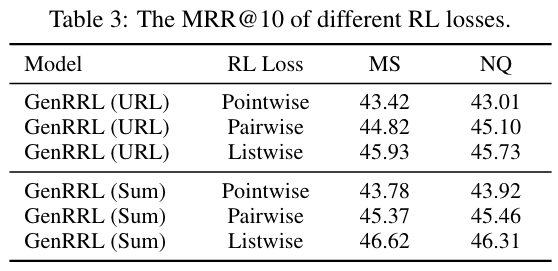 Table 3: The MRR@10 of different RL losses.
Model RL Loss MS NQ
GenRRL (URL) Pointwise 43.42 43.01
GenRRL (URL) Pairwise 44.82 45.10
GenRRL (URL) Listwise 45.93 45.73
GenRRL (Sum) Pointwise 43.78 43.92
GenRRL (Sum) Pairwise 45.37 45.46
GenRRL (Sum) Listwise 46.62 46.31